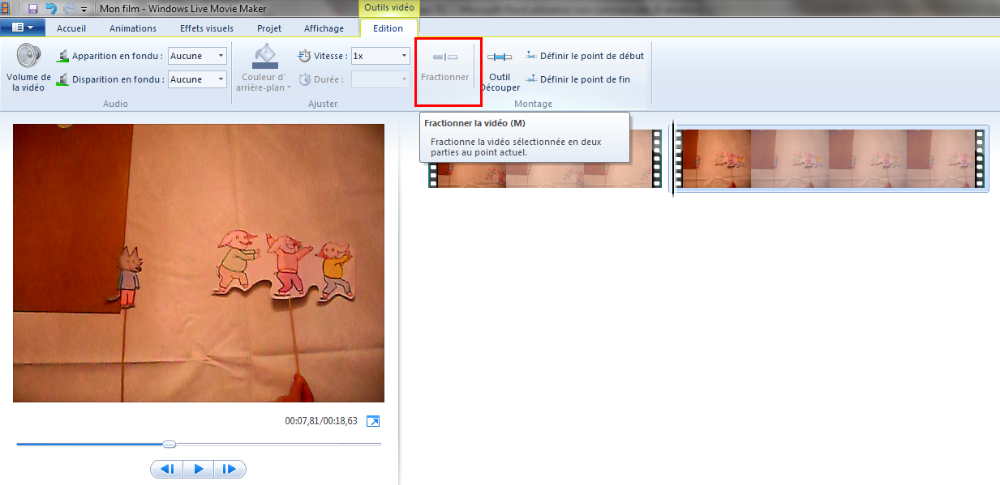 Mon film - Windows Live Movie Maker
Outils vidéo
Accueil
Animations
Effets visuels
Projet
Affichage
Edition
Volume de
la vidéo
Apparition en fondu :
Aucune
Disparition en fondu :
Aucune
Audio
Couleur d'
arrière-plan
Vitesse :
1x
Durée :
Ajuster
Fractionner
Outil
Découper
Définir le point de début
Définir le point de fin
Montage
Fractionner la vidéo (M)
Fractionne la vidéo sélectionnée en deux
parties au point actuel.
00:07,81/00:18,63